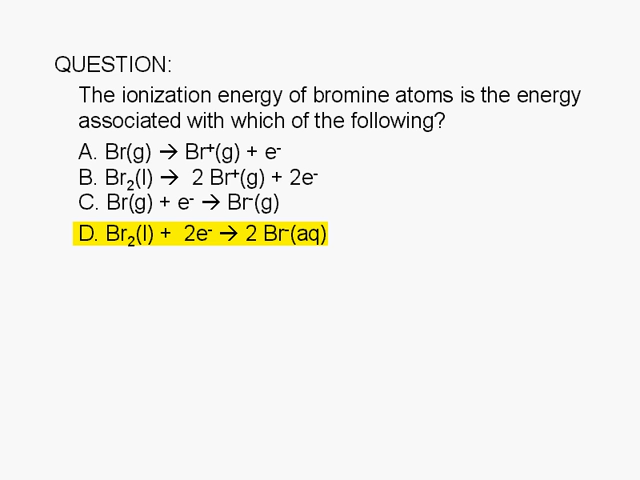 QUESTION:
The ionization energy of bromine atoms is the energy
associated with which of the following?
A. Br(g) → Br⁺(g) + e⁻
B. Br₂(l) → 2 Br⁺(g) + 2e⁻
C. Br(g) + e⁻ → Br⁻(g)
D. Br₂(l) + 2e⁻ → 2 Br⁻(aq)